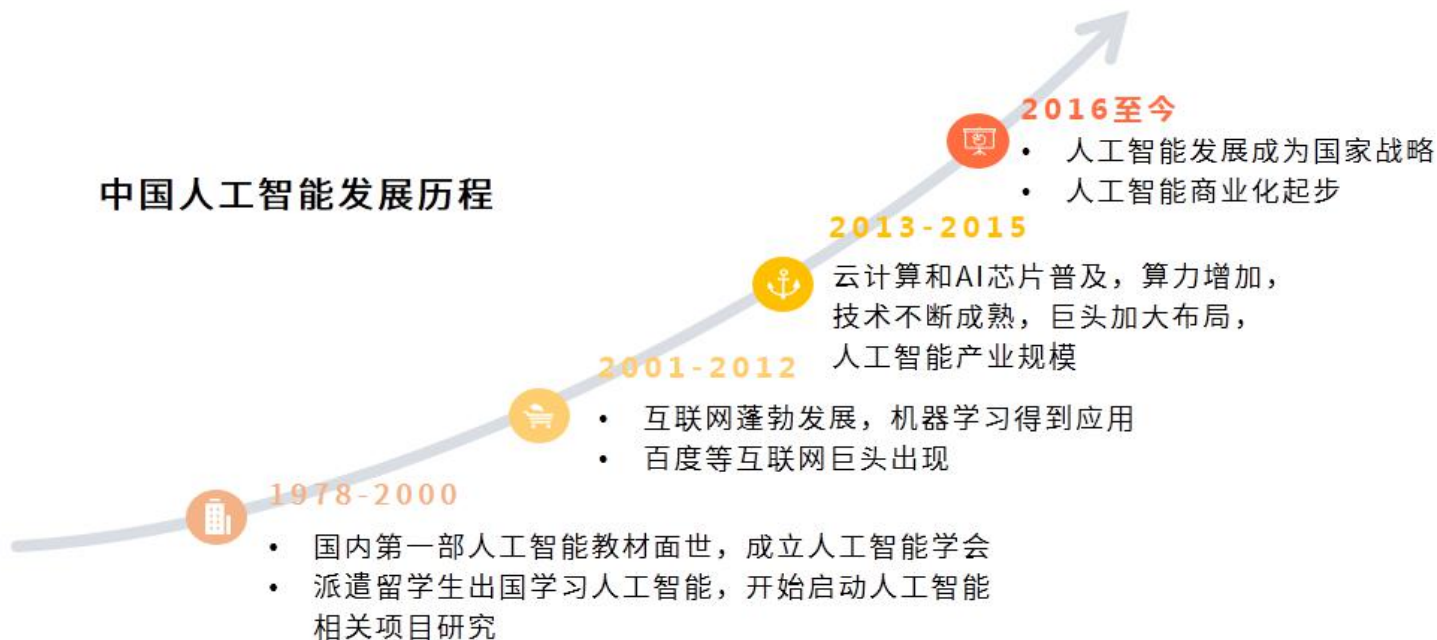 中国人工智能发展历程
2016至今
• 人工智能发展成为国家战略
• 人工智能商业化起步
2013-2015
云计算和AI芯片普及，算力增加，
技术不断成熟，巨头加大布局，
人工智能产业规模
2001-2012
• 互联网蓬勃发展，机器学习得到应用
• 百度等互联网巨头出现
1978-2000
• 国内第一部人工智能教材面世，成立人工智能学会
• 派遣留学生出国学习人工智能，开始启动人工智能
相关项目研究